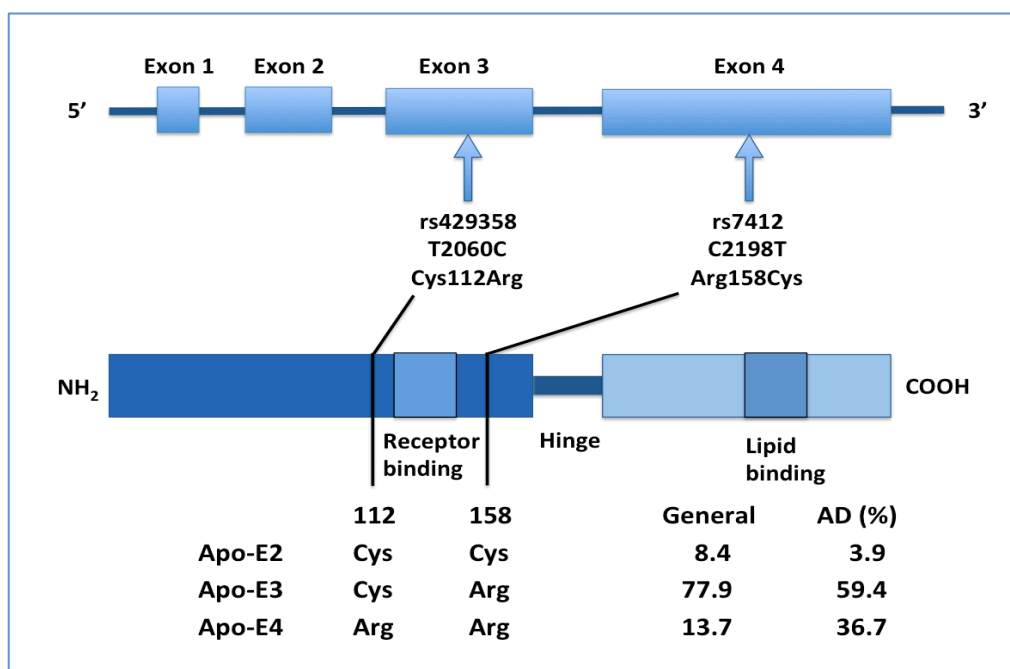 Exon 1 Exon 2 Exon 3 Exon 4
5’ 3’
rs429358 rs7412
T2060C C2198T
Cys112Arg Arg158Cys
NH2 COOH
Receptor binding
Hinge
Lipid binding
112 158 General AD (%)
Apo-E2 Cys Cys 8.4 3.9
Apo-E3 Cys Arg 77.9 59.4
Apo-E4 Arg Arg 13.7 36.7